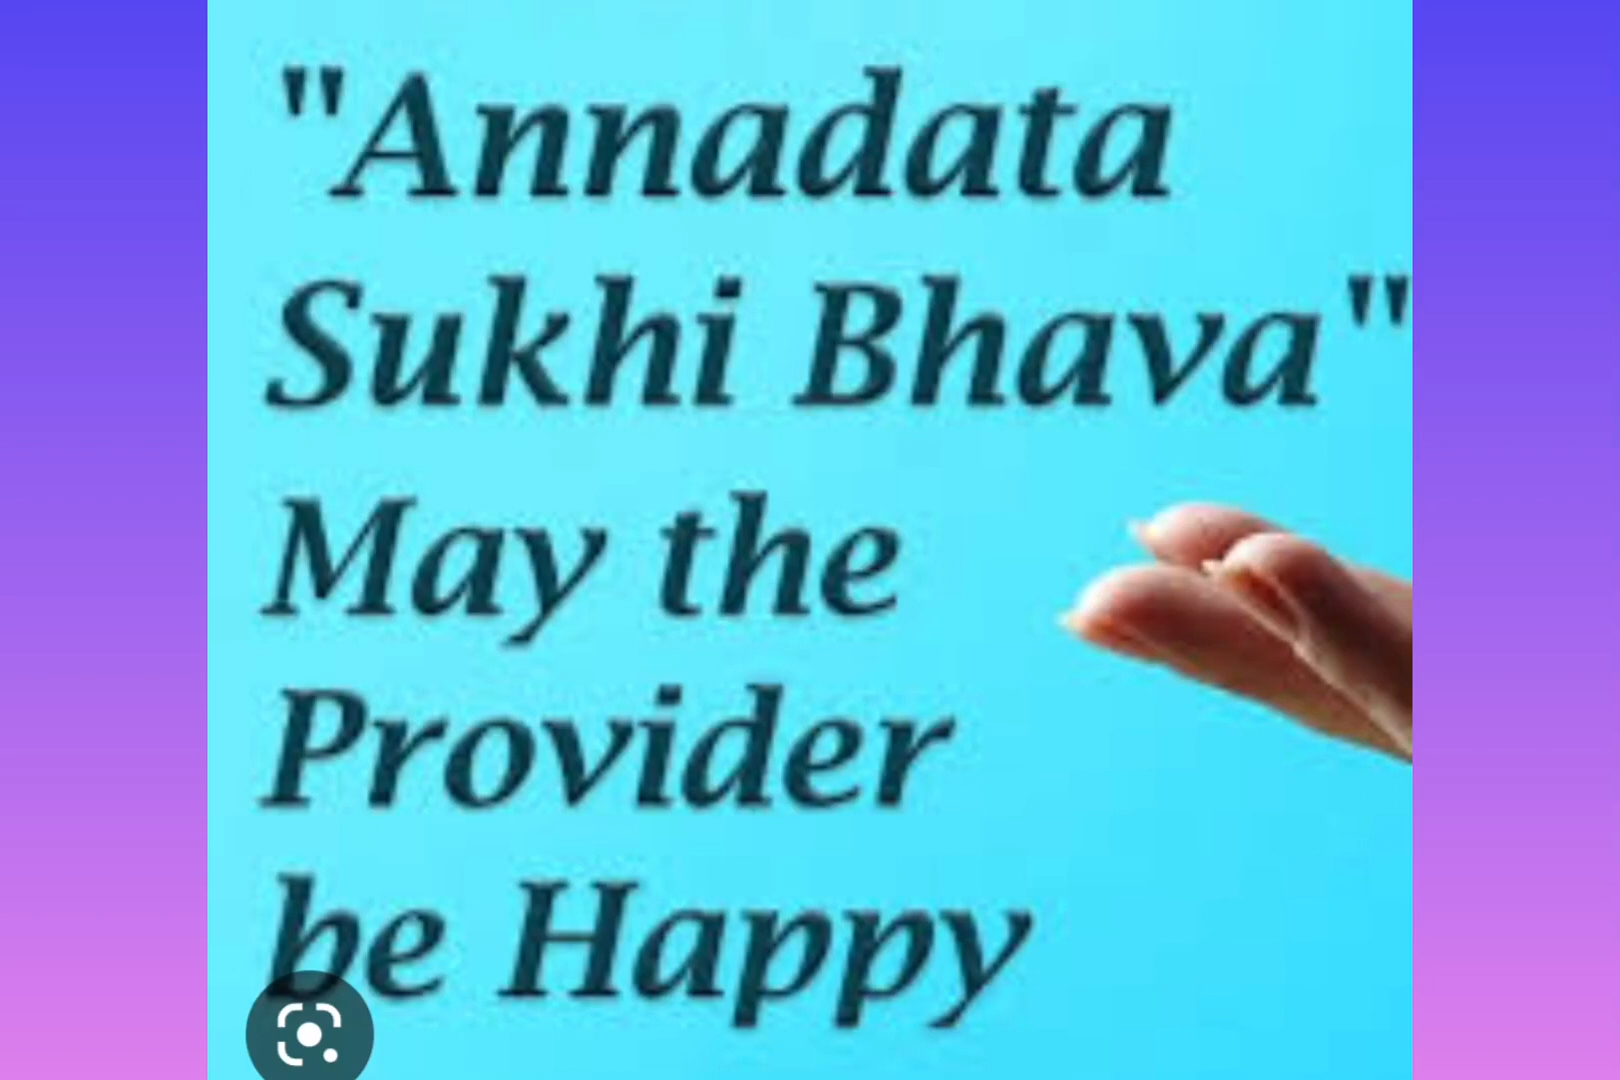 "Annadata
Sukhi Bhava"
May the
Provider
be Happy